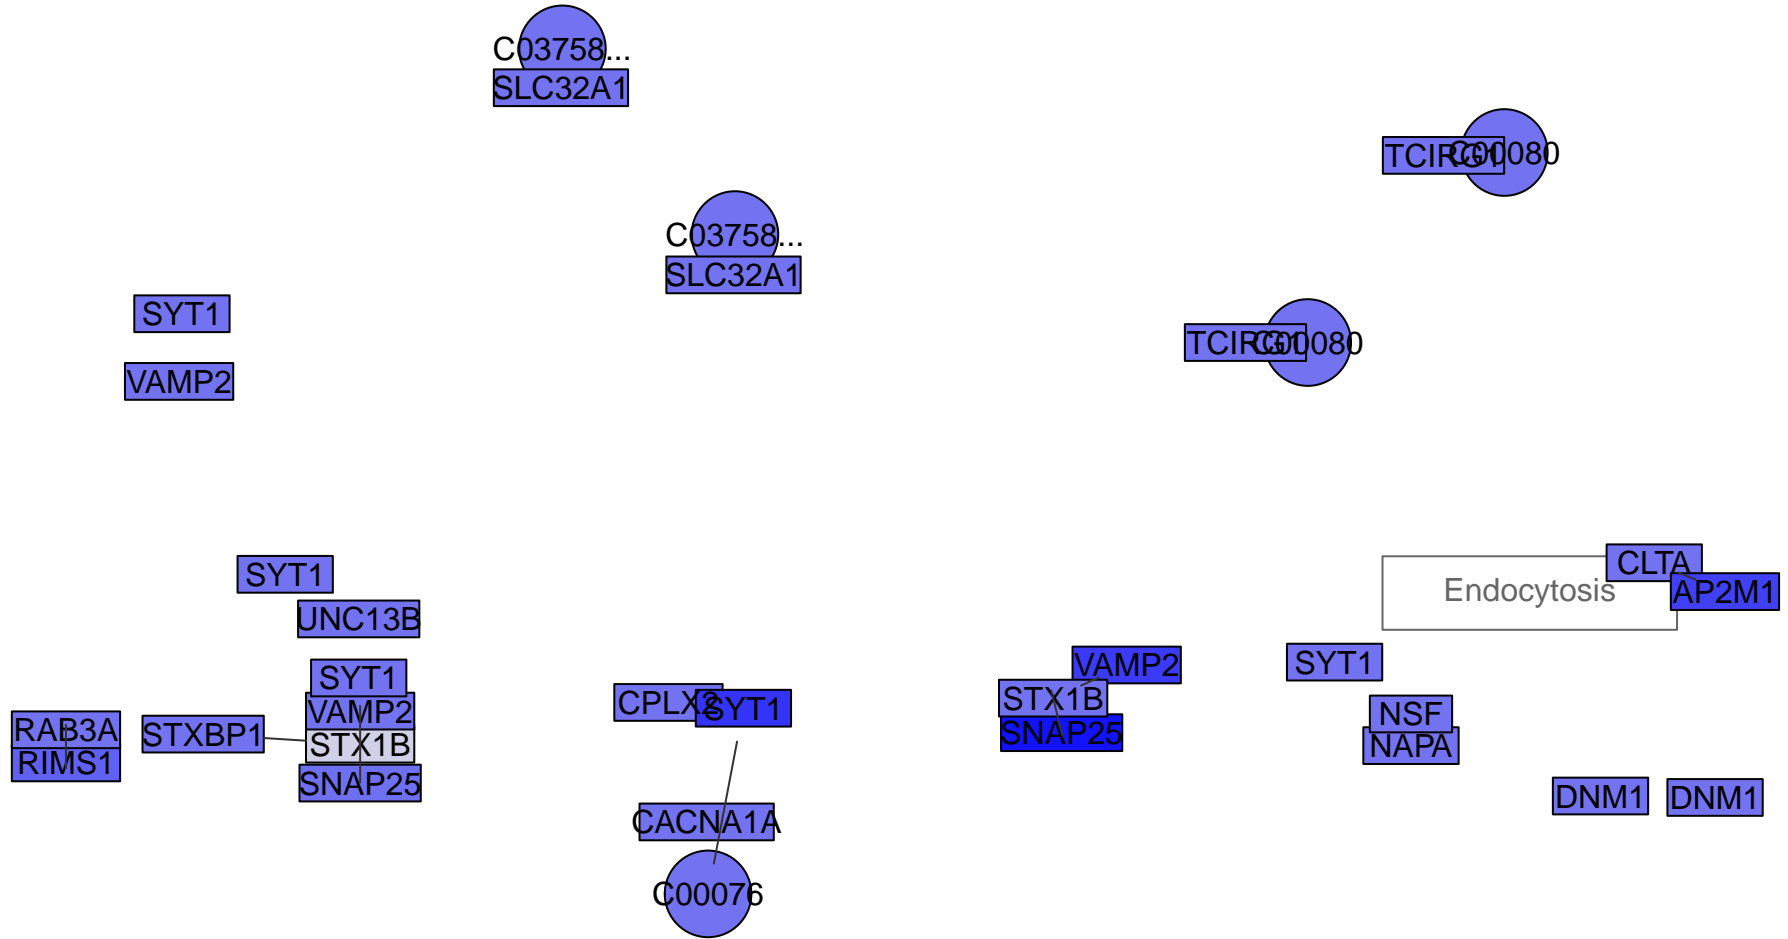 C03758...
SLC32A1
TCIRG1
C00080
C03758...
SLC32A1
SYT1
TCIRG1
C00080
VAMP2
SYT1
CLTA
Endocytosis
AP2M1
UNC13B
SYT1
VAMP2
SYT1
CPLX2
SYT1
STX1B
VAMP2
NSF
RAB3A
STXBP1
STX1B
SNAP25
NAPA
RIMS1
SNAP25
DNM1
DNM1
CACNA1A
C00076